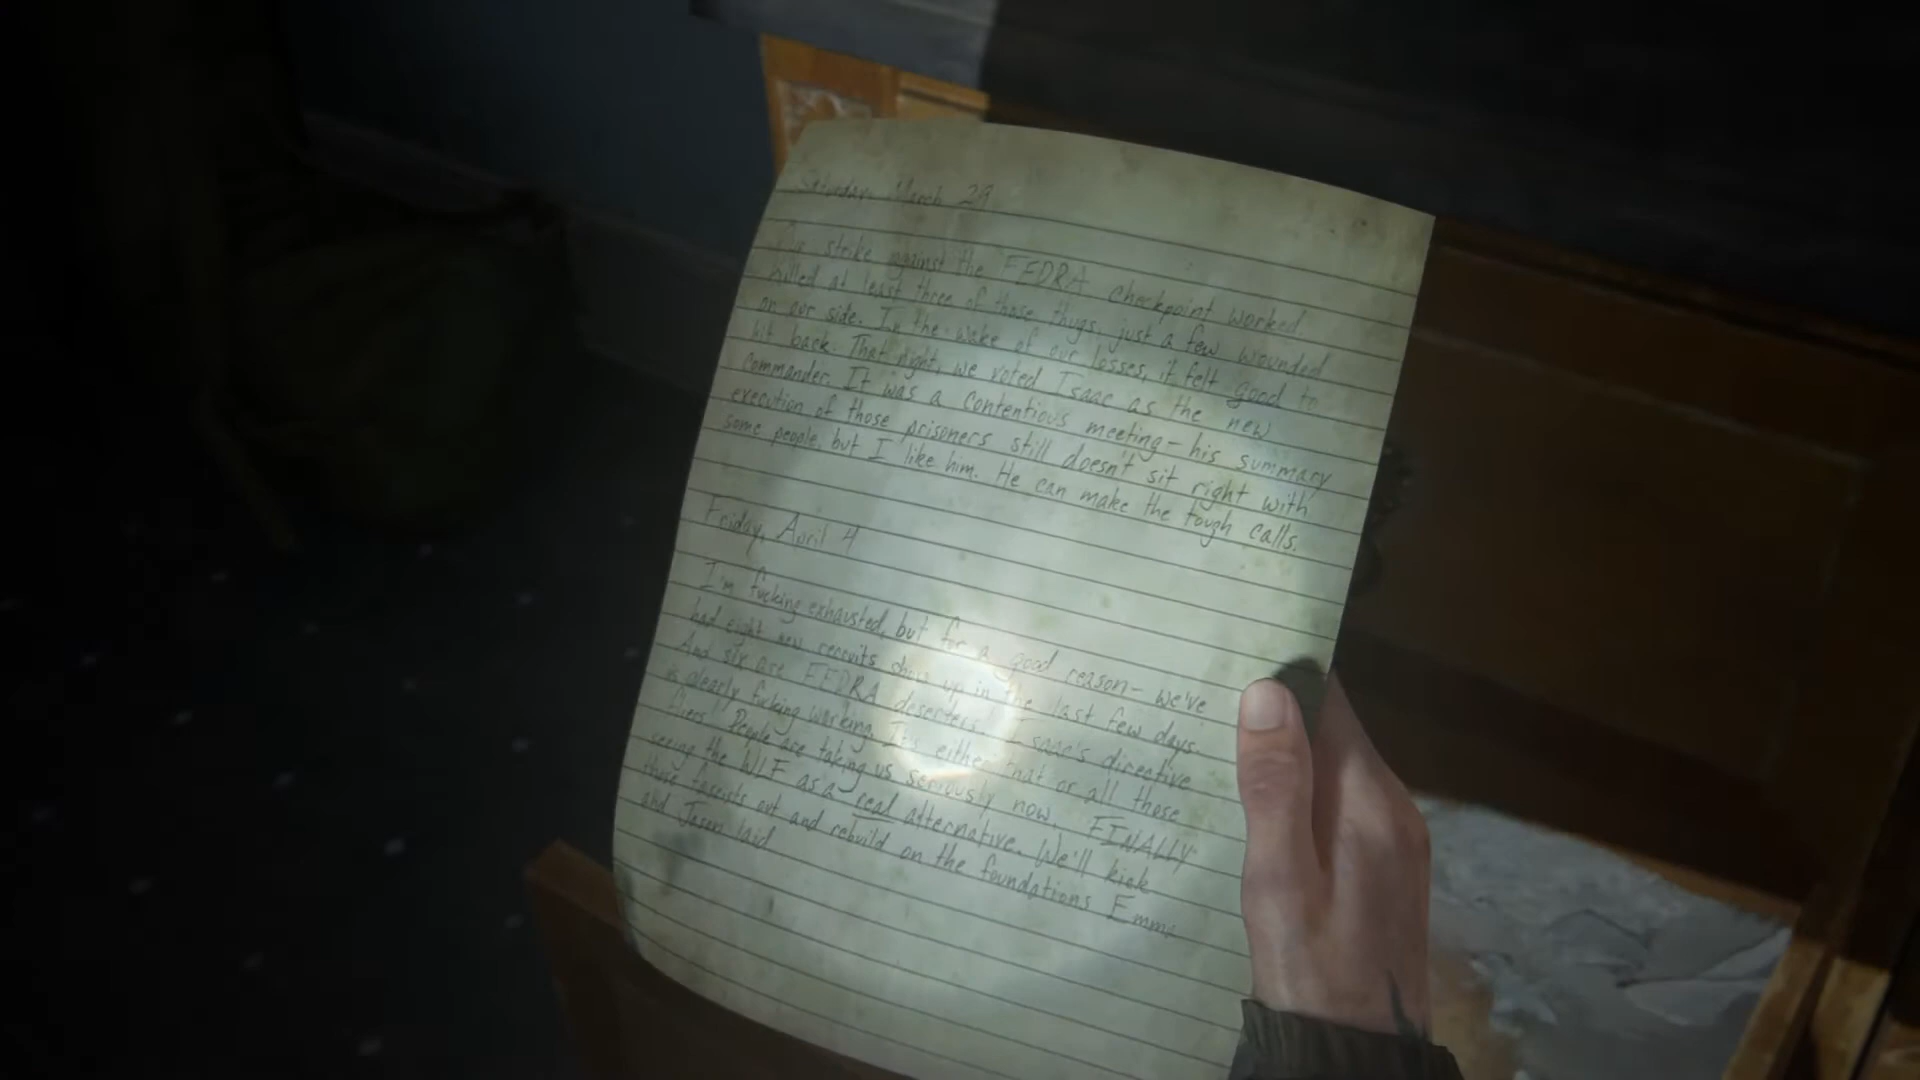 Saturday, March 29
Our strike against the FEDRA checkpoint worked.
Killed at least three of those thugs, just a few wounded
on our side. In the wake of our losses, it felt good to
hit back. That night, we voted Isaac as the new
commander. It was a contentious meeting— his summary
execution of those prisoners still doesn't sit right with
some people, but I like him. He can make the tough calls.
Friday, April 4
I'm fucking exhausted, but for a good reason— we've
had eight new recruits show up in the last few days.
And six are FEDRA deserters! Isaac's directive
is clearly fucking working. It's either that or all those
fliers. People are taking us seriously now. FINALLY
seeing the WLF as a real alternative. We'll kick
those fascists out and rebuild on the foundations Emma
and Jason laid